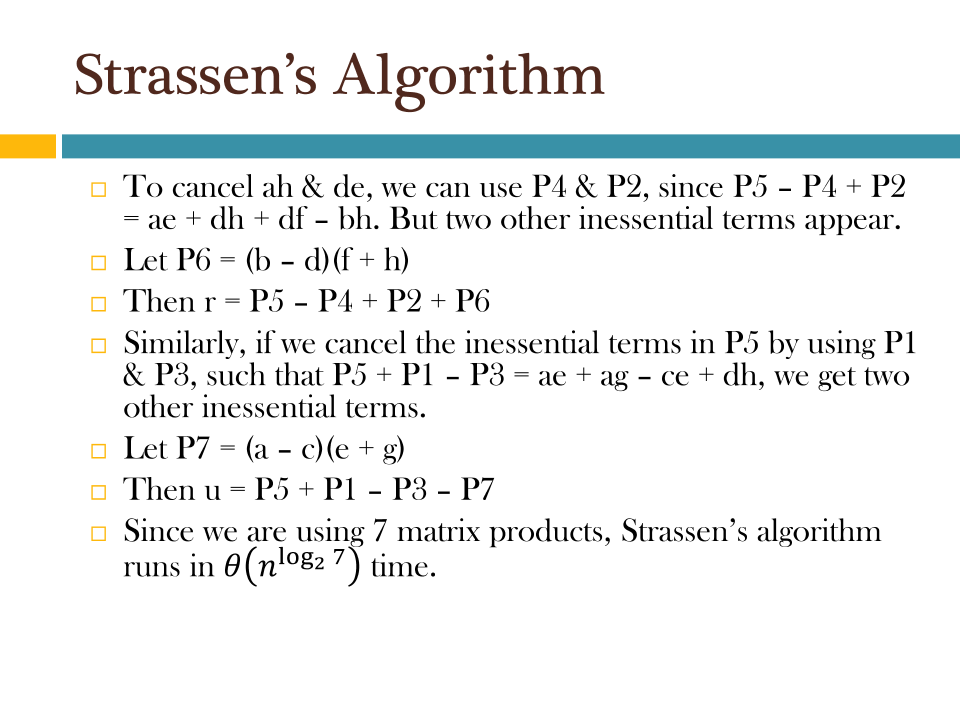 Strassen's Algorithm
To cancel ah & de, we can use P4 & P2, since P5 – P4 + P2
= ae + dh + df – bh. But two other inessential terms appear.
Let P6 = (b – d)(f + h)
Then r = P5 – P4 + P2 + P6
Similarly, if we cancel the inessential terms in P5 by using P1
& P3, such that P5 + P1 – P3 = ae + ag – ce + dh, we get two
other inessential terms.
Let P7 = (a – c)(e + g)
Then u = P5 + P1 – P3 – P7
Since we are using 7 matrix products, Strassen's algorithm
runs in θ(n^{log₂ 7}) time.